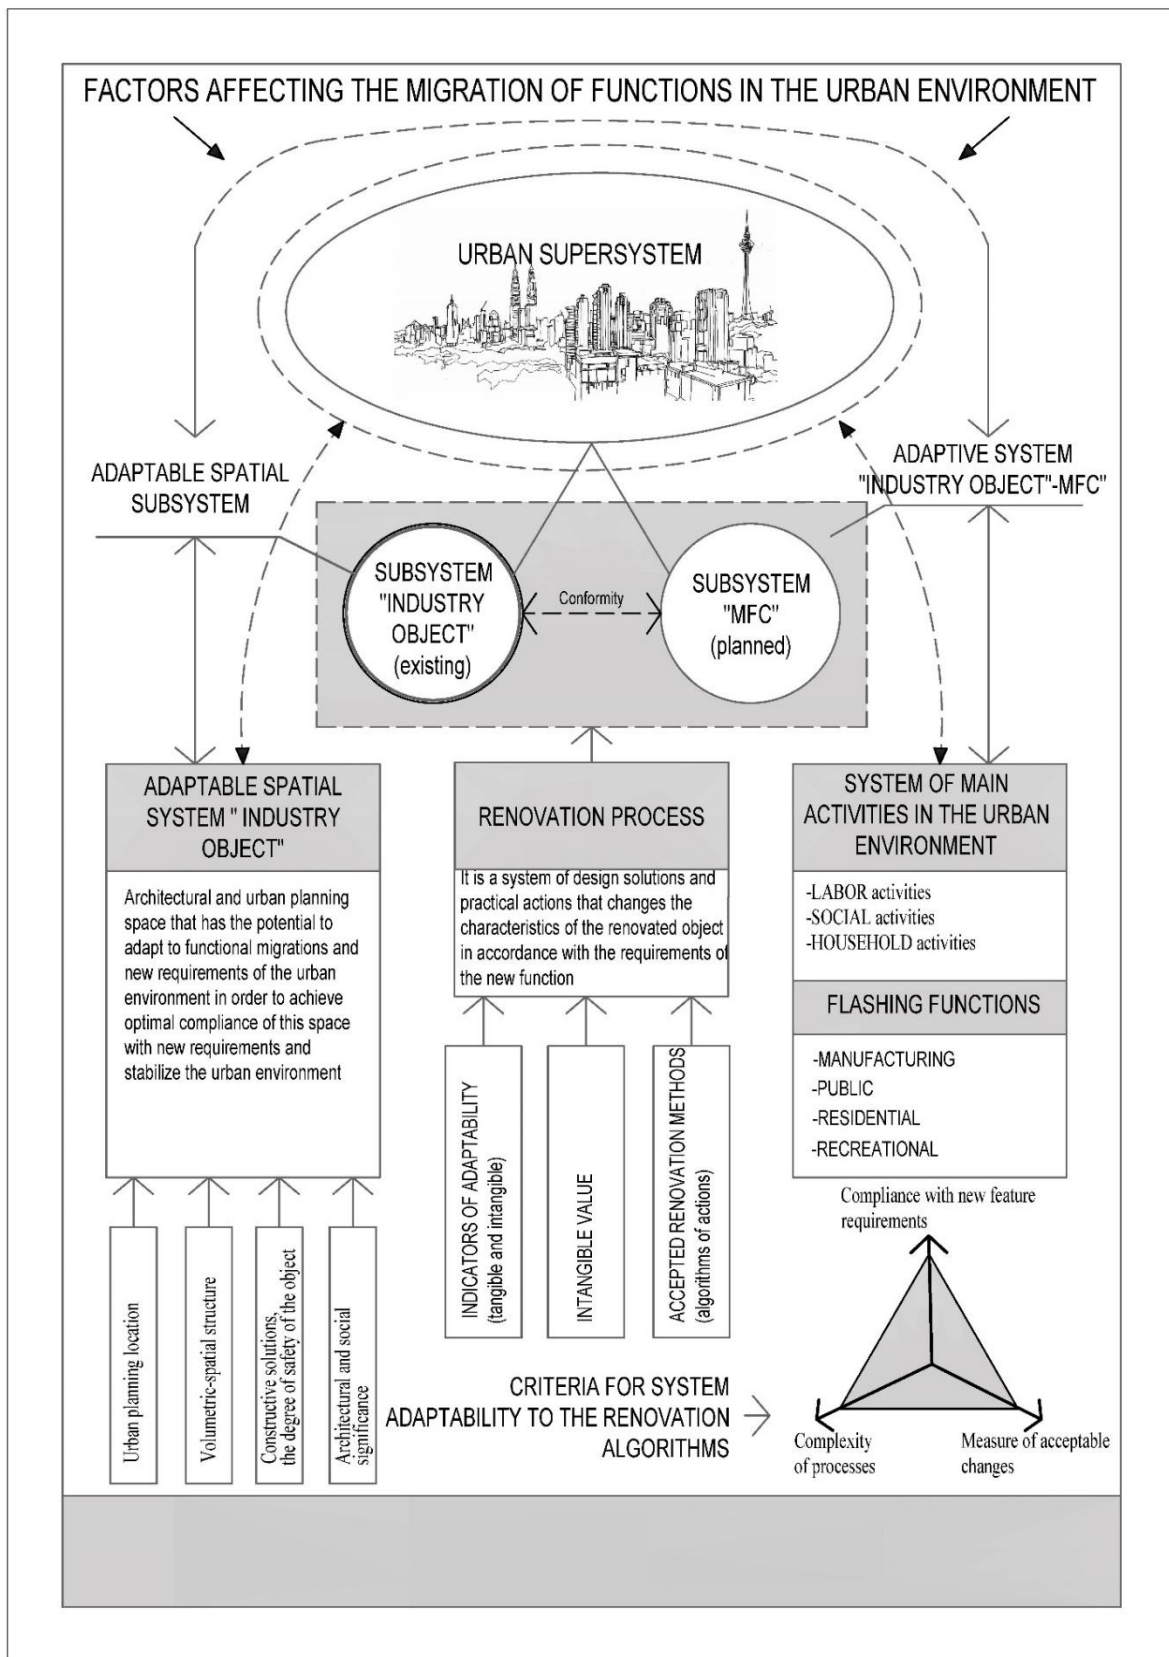 FACTORS AFFECTING THE MIGRATION OF FUNCTIONS IN THE URBAN ENVIRONMENT
URBAN SUPERSYSTEM
ADAPTABLE SPATIAL
SUBSYSTEM
ADAPTIVE SYSTEM
"INDUSTRY OBJECT"-MFC"
SUBSYSTEM
"INDUSTRY
OBJECT"
(existing)
Conformity
SUBSYSTEM
"MFC"
(planned)
ADAPTABLE SPATIAL
SYSTEM " INDUSTRY
OBJECT"
Architectural and urban planning
space that has the potential to
adapt to functional migrations and
new requirements of the urban
environment in order to achieve
optimal compliance of this space
with new requirements and
stabilize the urban environment
Urban planning location
Volumetric-spatial structure
Constructive solutions,
the degree of safety of the object
Architectural and social
significance
RENOVATION PROCESS
It is a system of design solutions and
practical actions that changes the
characteristics of the renovated object
in accordance with the requirements of
the new function
INDICATORS OF ADAPTABILITY
(tangible and intangible)
INTANGIBLE VALUE
ACCEPTED RENOVATION METHODS
(algorithms of actions)
SYSTEM OF MAIN
ACTIVITIES IN THE URBAN
ENVIRONMENT
-LABOR activities
-SOCIAL activities
-HOUSEHOLD activities
FLASHING FUNCTIONS
-MANUFACTURING
-PUBLIC
-RESIDENTIAL
-RECREATIONAL
CRITERIA FOR SYSTEM
ADAPTABILITY TO THE RENOVATION
ALGORITHMS
Compliance with new feature
requirements
Complexity
of processes
Measure of acceptable
changes